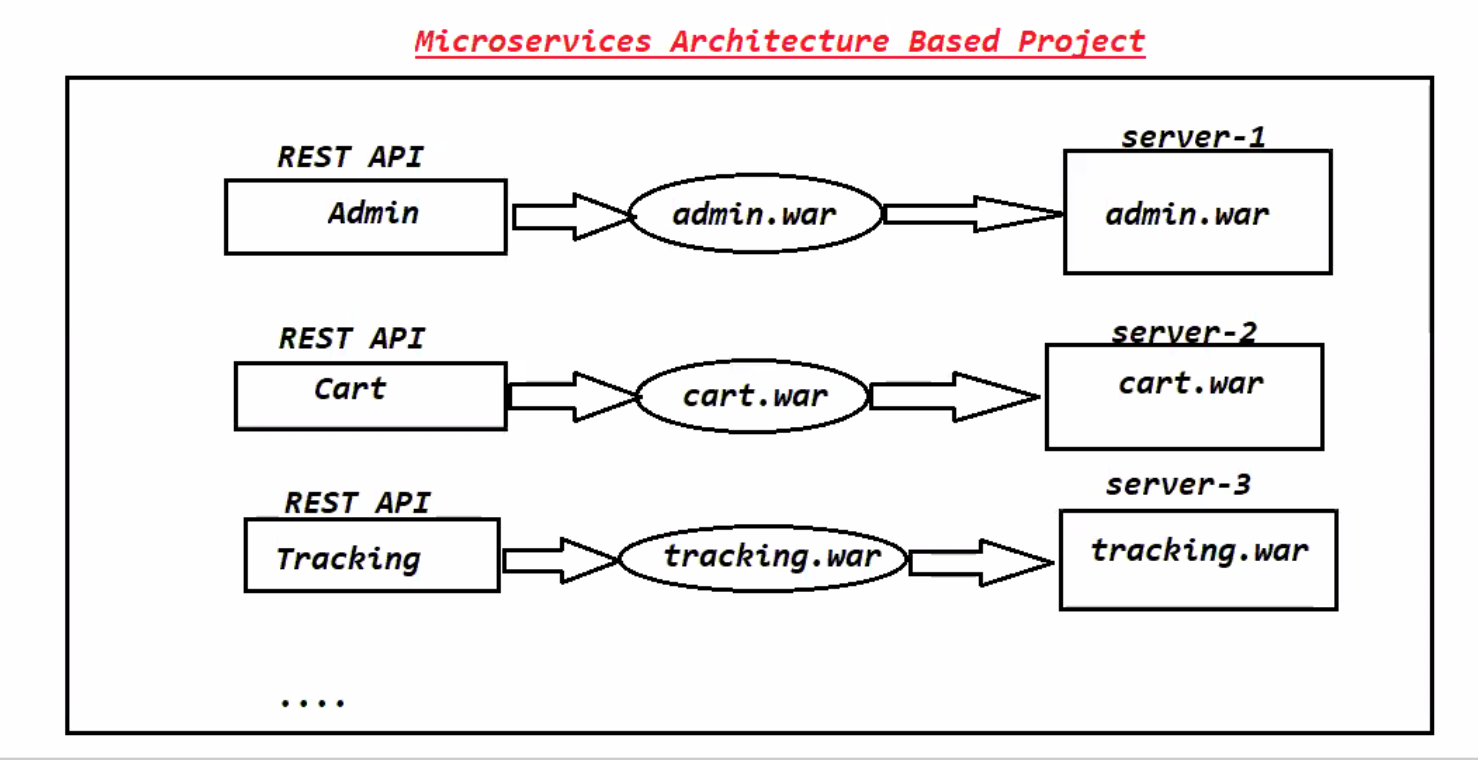 Microservices Architecture Based Project
REST API
Admin
admin.war
server-1
admin.war
REST API
Cart
cart.war
server-2
cart.war
REST API
Tracking
tracking.war
server-3
tracking.war
....